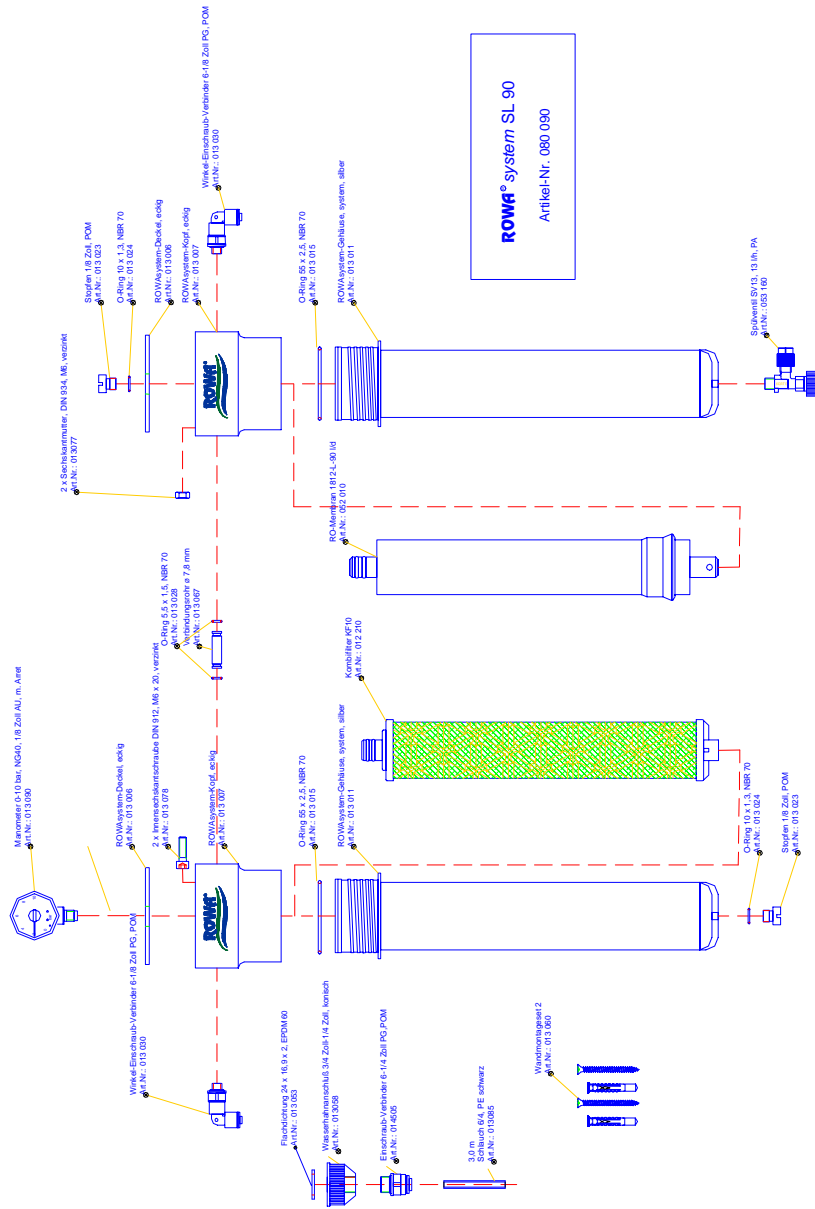 ROWA® system SL 90
Artikel-Nr. 080 090
Winkel-Einschraub-Verbinder 6-1/8 Zoll PG, POM
Art.Nr.: 013 030
Stopfen 1/8 Zoll, POM
Art.Nr.: 013 023
O-Ring 10 x 1,3, NBR 70
Art.Nr.: 013 024
ROWAsystem-Deckel, eckig
Art.Nr.: 013 006
ROWAsystem-Kopf, eckig
Art.Nr.: 013 007
ROWA®
2 x Sechskantmutter, DIN 934, M6, verzinkt
Art.Nr.: 013077
O-Ring 55 x 2,5, NBR 70
Art.Nr.: 013 015
ROWAsystem-Gehäuse, system, silber
Art.Nr.: 013 011
Spülventil SV13, 13 l/h, PA
Art.Nr.: 053 160
RO-Membran 1812-L-90 l/d
Art.Nr.: 052 010
O-Ring 5,5 x 1,5, NBR 70
Art.Nr.: 013 028
Verbindungsrohr ø 7,8 mm
Art.Nr.: 013 067
Kombifilter KF10
Art.Nr.: 012 210
Manometer 0-10 bar, NG40, 1/8 Zoll AU, m. Arret
Art.Nr.: 013 090
ROWAsystem-Deckel, eckig
Art.Nr.: 013 006
2 x Innensechskantschraube DIN 912, M6 x 20, verzinkt
Art.Nr.: 013 078
ROWAsystem-Kopf, eckig
Art.Nr.: 013 007
ROWA®
O-Ring 55 x 2,5, NBR 70
Art.Nr.: 013 015
ROWAsystem-Gehäuse, system, silber
Art.Nr.: 013 011
O-Ring 10 x 1,3, NBR 70
Art.Nr.: 013 024
Stopfen 1/8 Zoll, POM
Art.Nr.: 013 023
Winkel-Einschraub-Verbinder 6-1/8 Zoll PG, POM
Art.Nr.: 013 030
Flachdichtung 24 x 16,9 x 2, EPDM 60
Art.Nr.: 013 053
Wasserhahnanschluß 3/4 Zoll-1/4 Zoll, konisch
Art.Nr.: 013058
Einschraub-Verbinder 6-1/4 Zoll PG,POM
Art.Nr.: 014505
3,0 m
Schlauch 6/4, PE schwarz
Art.Nr.: 013085
Wandmontageset 2
Art.Nr.: 013 060